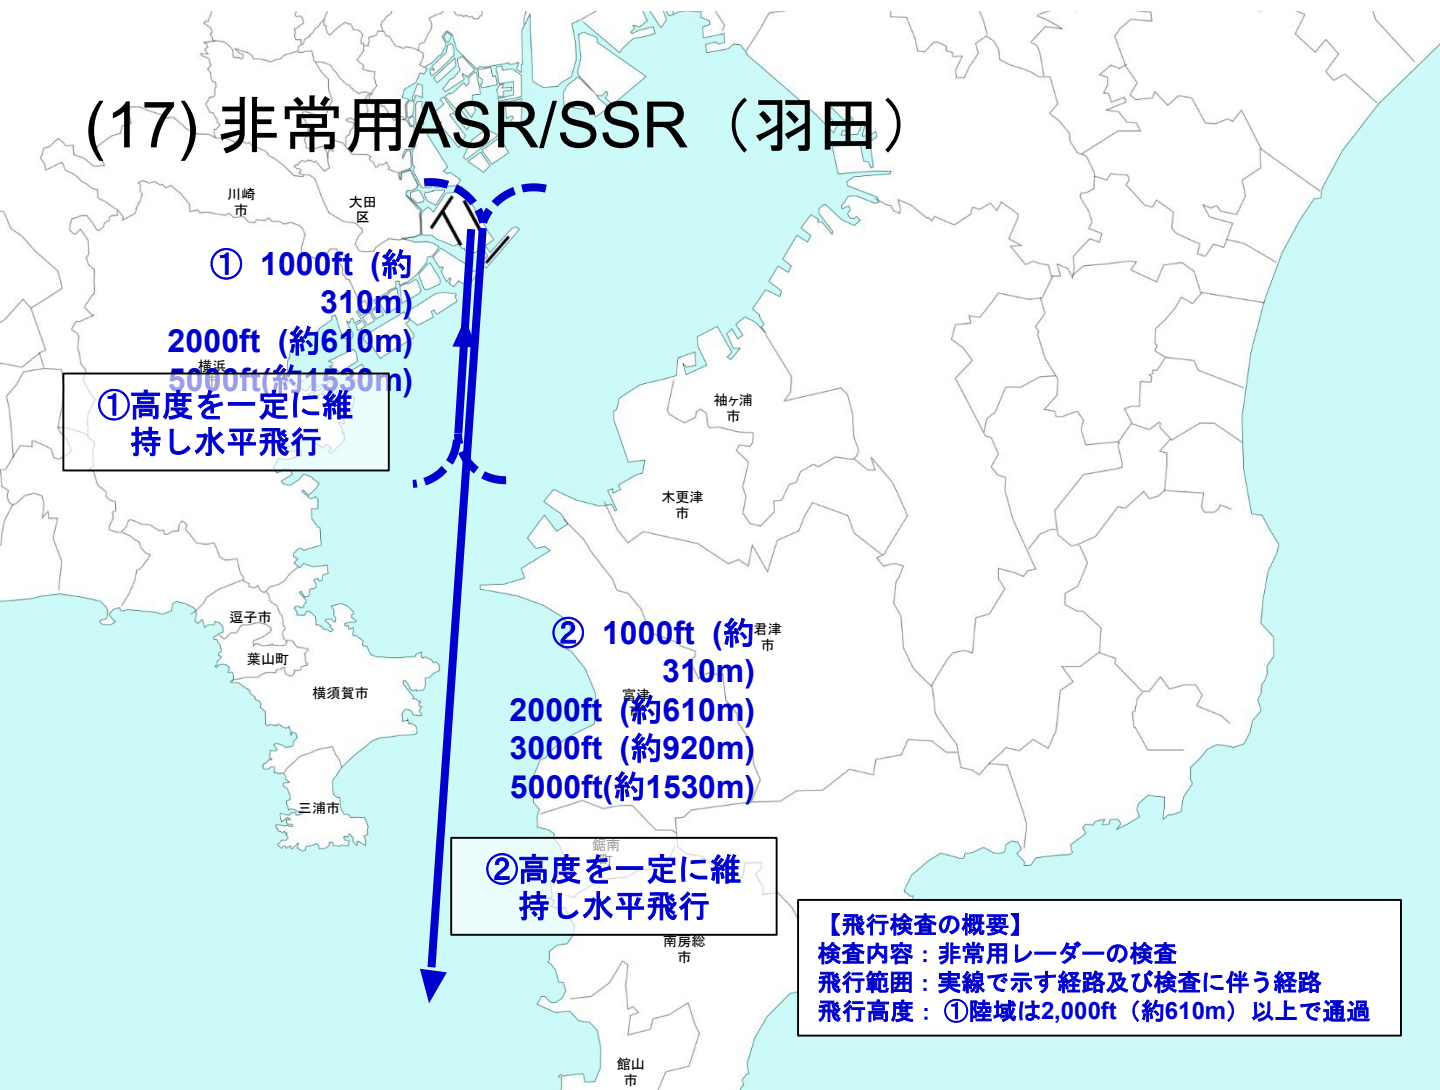 (17) 非常用ASR/SSR（羽田）
川崎
市
大田
区
① 1000ft (約
310m)
2000ft (約610m)
横浜
5000ft(約1530m)
①高度を一定に維
持し水平飛行
袖ヶ浦
市
木更津
市
逗子市
葉山町
横須賀市
三浦市
② 1000ft (約
310m)
君津
市
富津
2000ft (約610m)
3000ft (約920m)
5000ft(約1530m)
鋸南
町
②高度を一定に維
持し水平飛行
南房総
市
館山
市
【飛行検査の概要】
検査内容：非常用レーダーの検査
飛行範囲：実線で示す経路及び検査に伴う経路
飛行高度： ①陸域は2,000ft（約610m）以上で通過